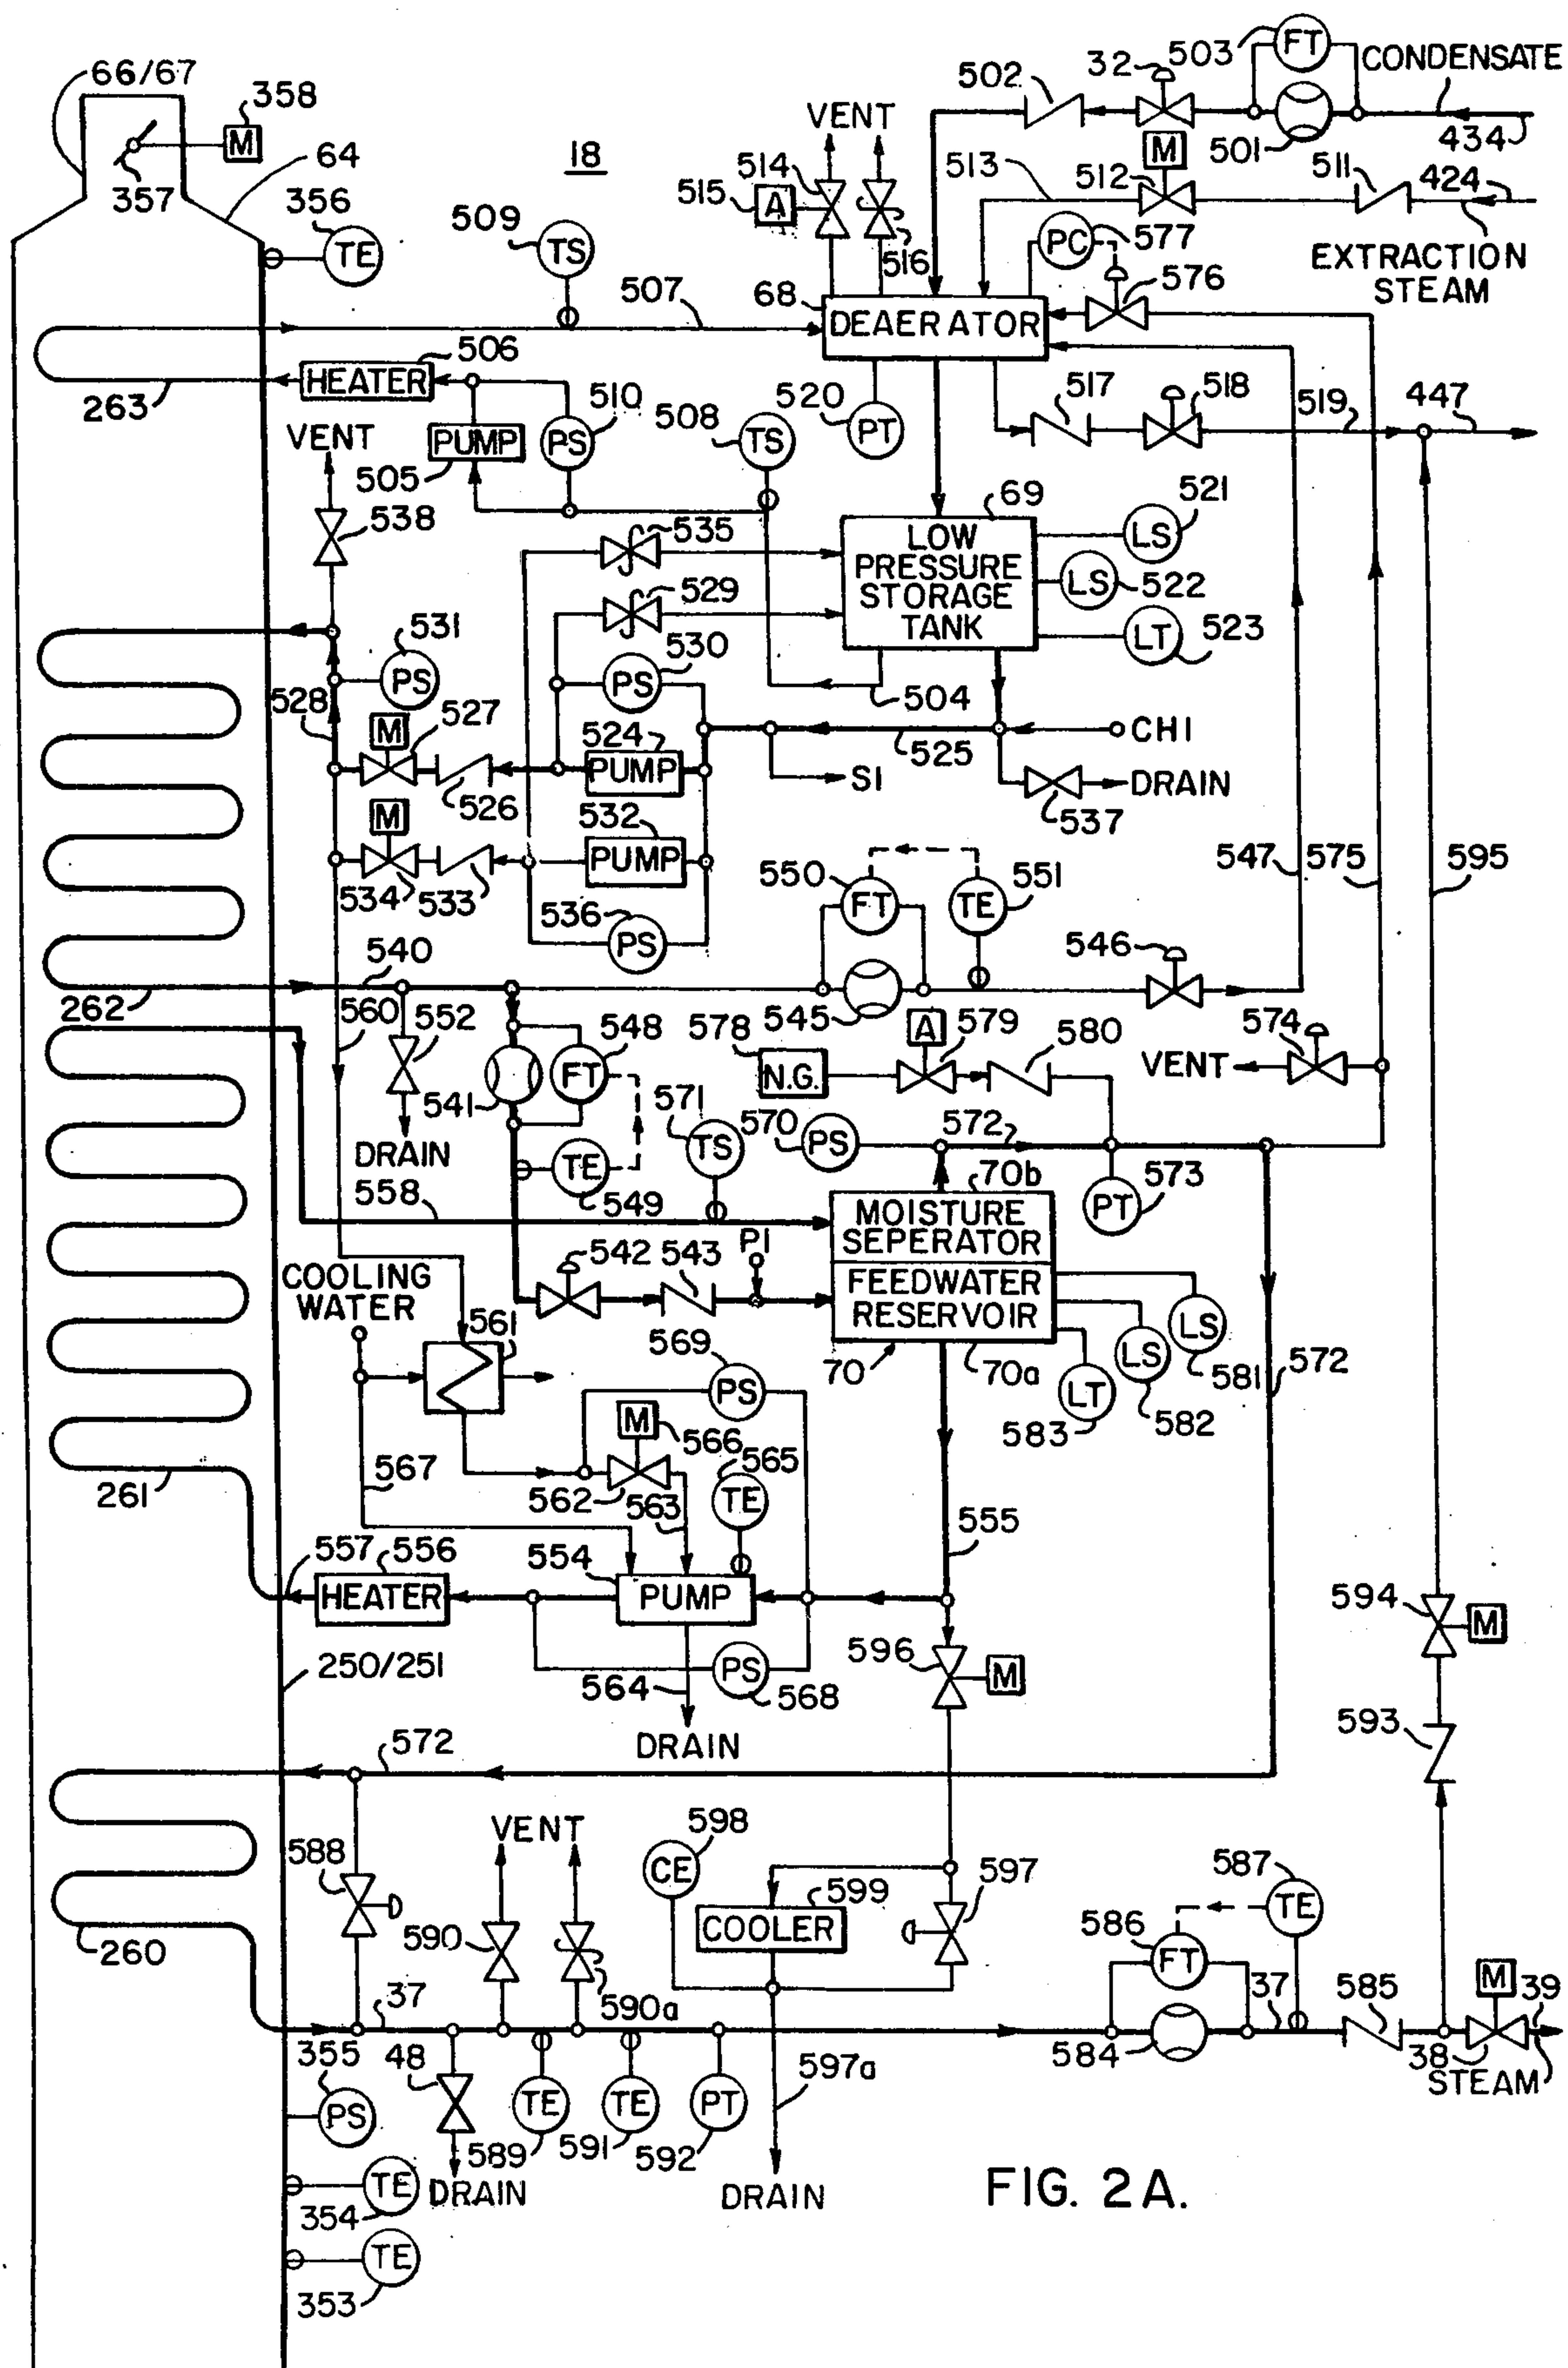 66/67
358
M
357
64
18
356
TE
509
TS
507
VENT
514
515
A
516
502
32
503
FT
CONDENSATE
501
434
M
513
512
511
424
EXTRACTION
STEAM
PC
577
576
68
DEAERATOR
506
HEATER
263
510
PS
PUMP
505
508
TS
520
PT
517
518
519
447
VENT
538
535
529
69
LOW
PRESSURE
STORAGE
TANK
521
LS
LS
522
LT
523
531
PS
530
PS
504
528
M
527
526
524
PUMP
525
SI
CHI
DRAIN
537
M
534
533
532
PUMP
536
PS
550
FT
551
TE
546
547
575
595
540
262
560
552
DRAIN
541
548
FT
545
TE
549
571
TS
578
N.G.
A
579
580
574
VENT
570
PS
572
PT
573
558
70b
MOISTURE
SEPERATOR
FEEDWATER
RESERVOIR
70
70a
542
543
PI
COOLING
WATER
561
LS
581
LS
582
LT
583
572
569
PS
M
566
562
563
565
TE
567
261
555
557
556
HEATER
554
PUMP
250/251
564
DRAIN
PS
568
596
M
594
M
593
572
588
260
VENT
590
590a
598
CE
599
COOLER
597
587
TE
586
FT
584
37
585
M
39
38
STEAM
37
355
PS
48
DRAIN
TE
589
TE
591
PT
592
597a
DRAIN
TE
354
TE
353
FIG. 2A.